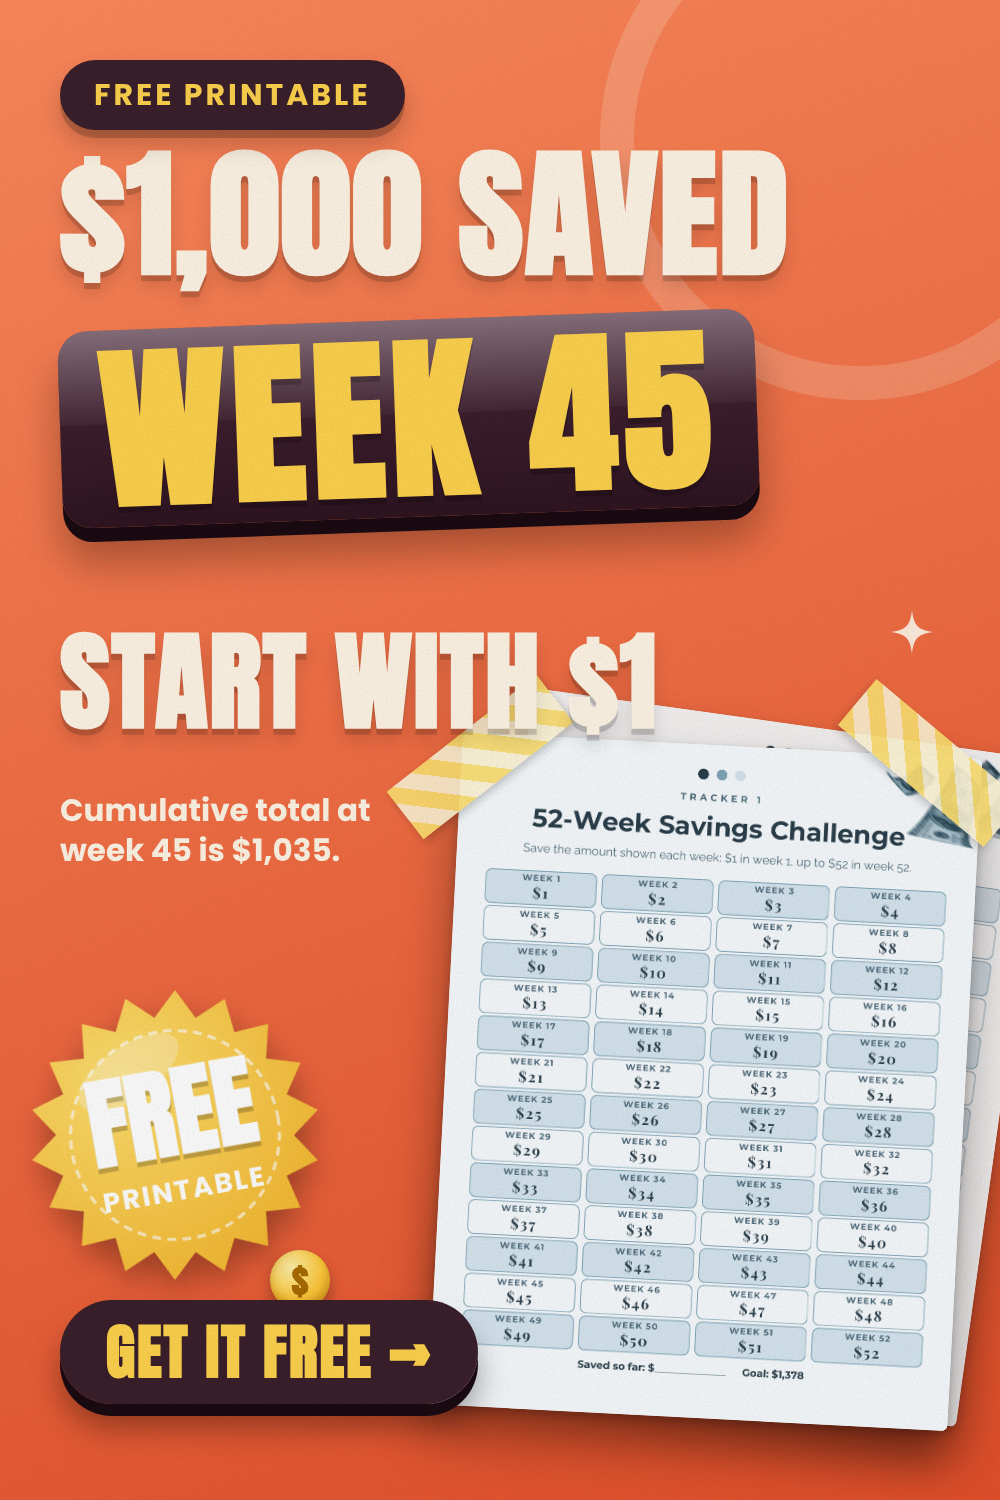 FREE PRINTABLE
$1,000 SAVED
WEEK 45
START WITH $1
Cumulative total at
week 45 is $1,035.
TRACKER 1
52-Week Savings Challenge
Save the amount shown each week: $1 in week 1, up to $52 in week 52.
WEEK 1 WEEK 2 WEEK 3 WEEK 4
$1 $2 $3 $4
WEEK 5 WEEK 6 WEEK 7 WEEK 8
$5 $6 $7 $8
WEEK 9 WEEK 10 WEEK 11 WEEK 12
$9 $10 $11 $12
WEEK 13 WEEK 14 WEEK 15 WEEK 16
$13 $14 $15 $16
WEEK 17 WEEK 18 WEEK 19 WEEK 20
$17 $18 $19 $20
WEEK 21 WEEK 22 WEEK 23 WEEK 24
$21 $22 $23 $24
WEEK 25 WEEK 26 WEEK 27 WEEK 28
$25 $26 $27 $28
WEEK 29 WEEK 30 WEEK 31 WEEK 32
$29 $30 $31 $32
WEEK 33 WEEK 34 WEEK 35 WEEK 36
$33 $34 $35 $36
WEEK 37 WEEK 38 WEEK 39 WEEK 40
$37 $38 $39 $40
WEEK 41 WEEK 42 WEEK 43 WEEK 44
$41 $42 $43 $44
WEEK 45 WEEK 46 WEEK 47 WEEK 48
$45 $46 $47 $48
WEEK 49 WEEK 50 WEEK 51 WEEK 52
$49 $50 $51 $52
Saved so far: $____________ Goal: $1,378
FREE
PRINTABLE
$
GET IT FREE →